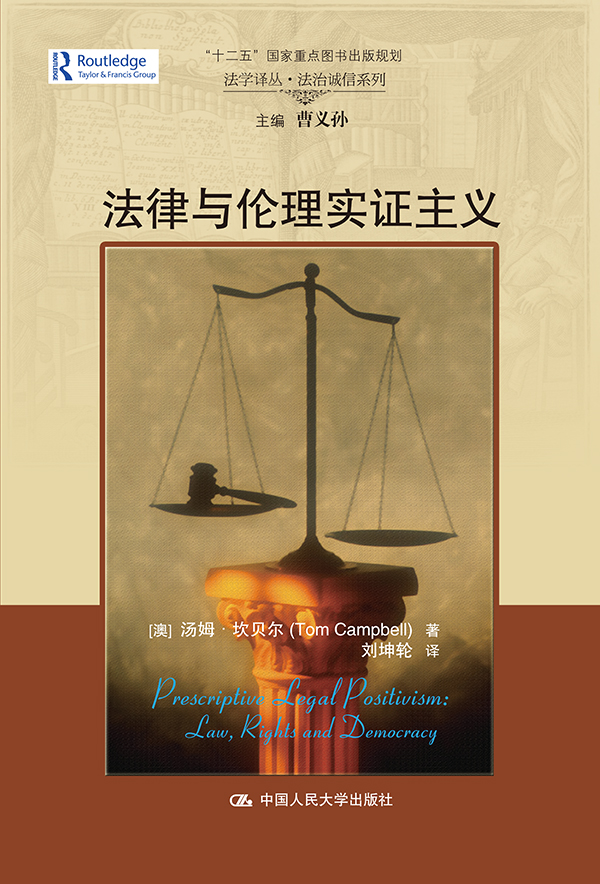 Routledge
Taylor & Francis Group
ROUTLEDGE
“十二五”国家重点图书出版规划
法学译丛·法治诚信系列
主编 曹义孙
法律与伦理实证主义
[澳] 汤姆·坎贝尔 (Tom Campbell) 著
刘坤轮 译
Prescriptive Legal Positivism:
Law, Rights and Democracy
中国人民大学出版社